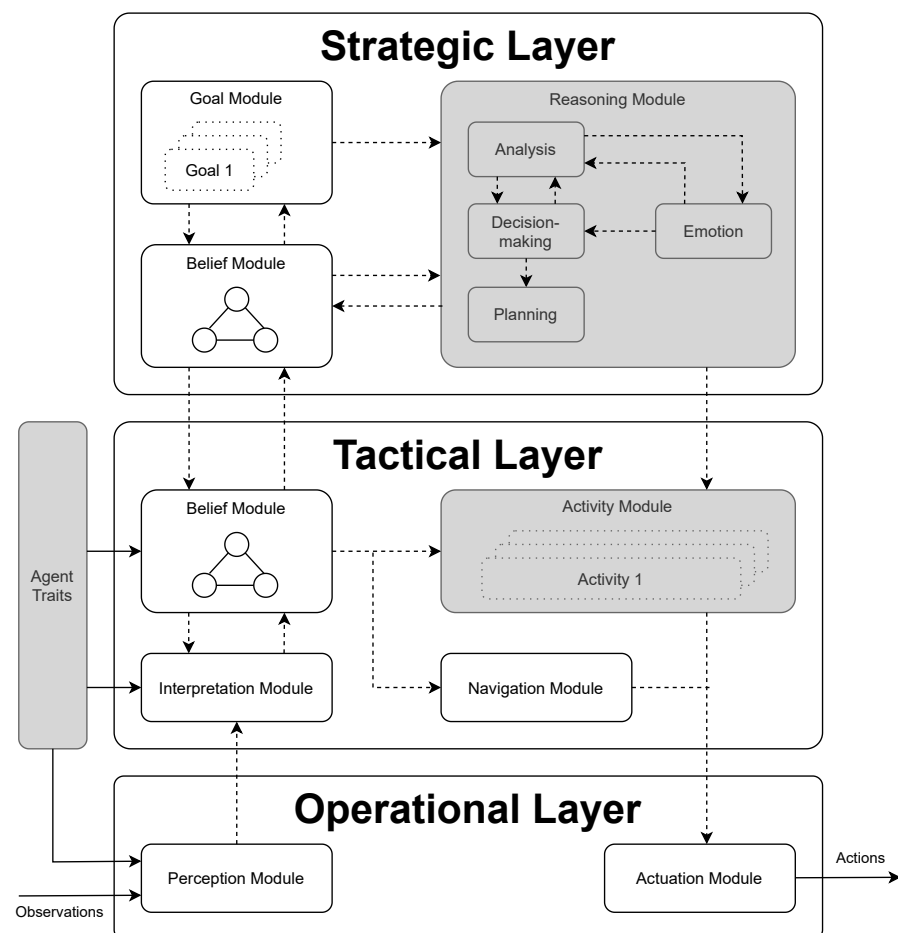 Strategic Layer
Goal Module
Goal 1
Reasoning Module
Analysis
Decision-
making
Emotion
Planning
Belief Module
Tactical Layer
Agent
Traits
Belief Module
Activity Module
Activity 1
Interpretation Module
Navigation Module
Operational Layer
Perception Module
Actuation Module
Actions
Observations